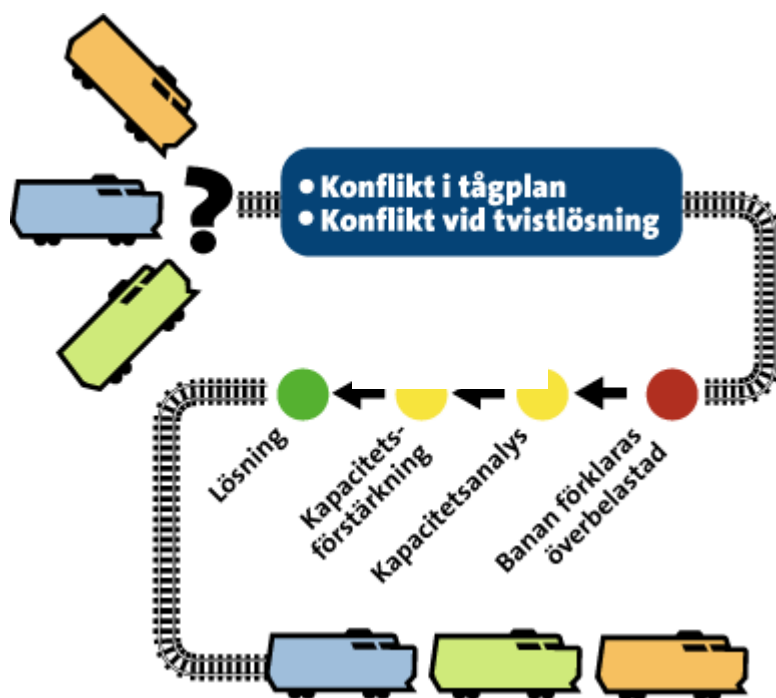 ?
• Konflikt i tågplan
• Konflikt vid tvistlösning
Lösning
Kapacitets-
förstärkning
Kapacitetsanalys
Banan förklaras
överbelastad